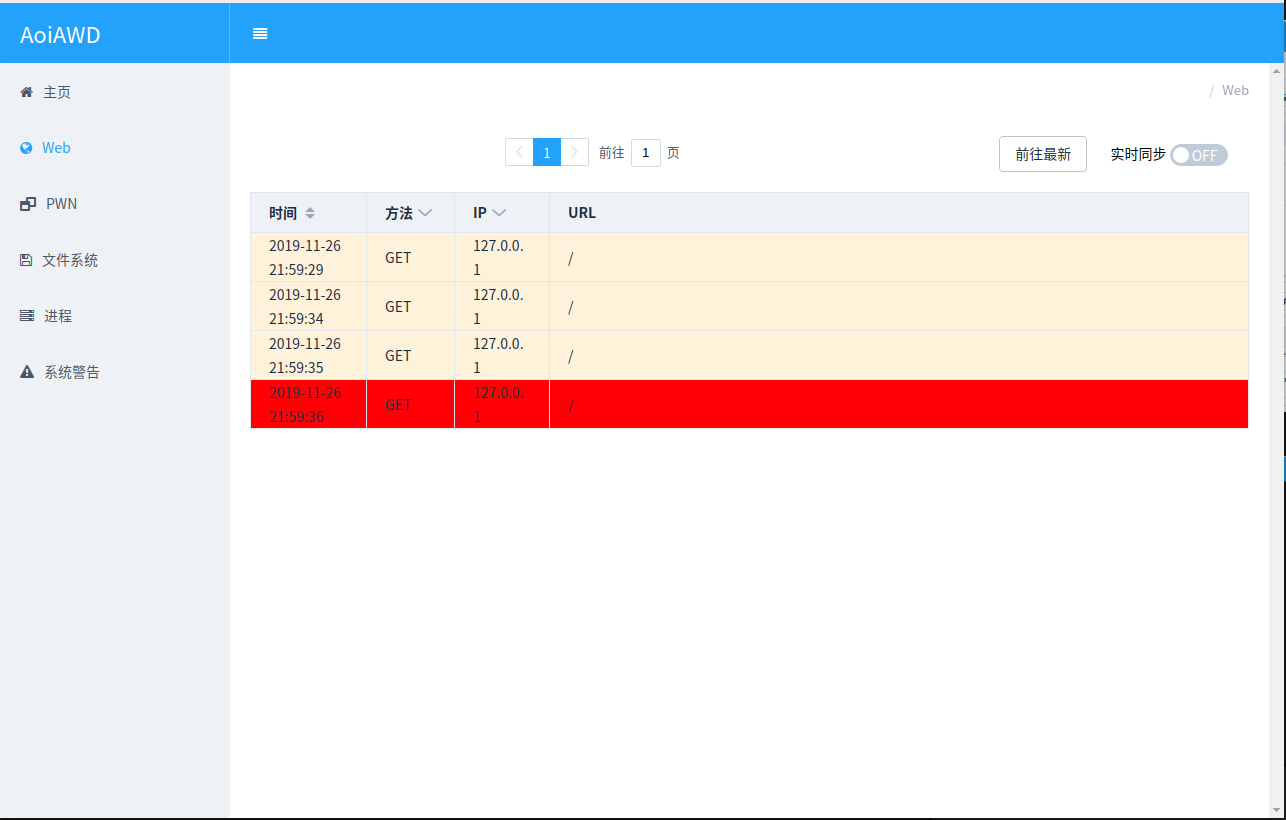 AoiAWD
主页
Web
PWN
文件系统
进程
系统警告
/ Web
1 前往 1 页 前往最新 实时同步 OFF
时间 方法 IP URL
2019-11-26 21:59:29 GET 127.0.0.1 /
2019-11-26 21:59:34 GET 127.0.0.1 /
2019-11-26 21:59:35 GET 127.0.0.1 /
2019-11-26 21:59:36 GET 127.0.0.1 /